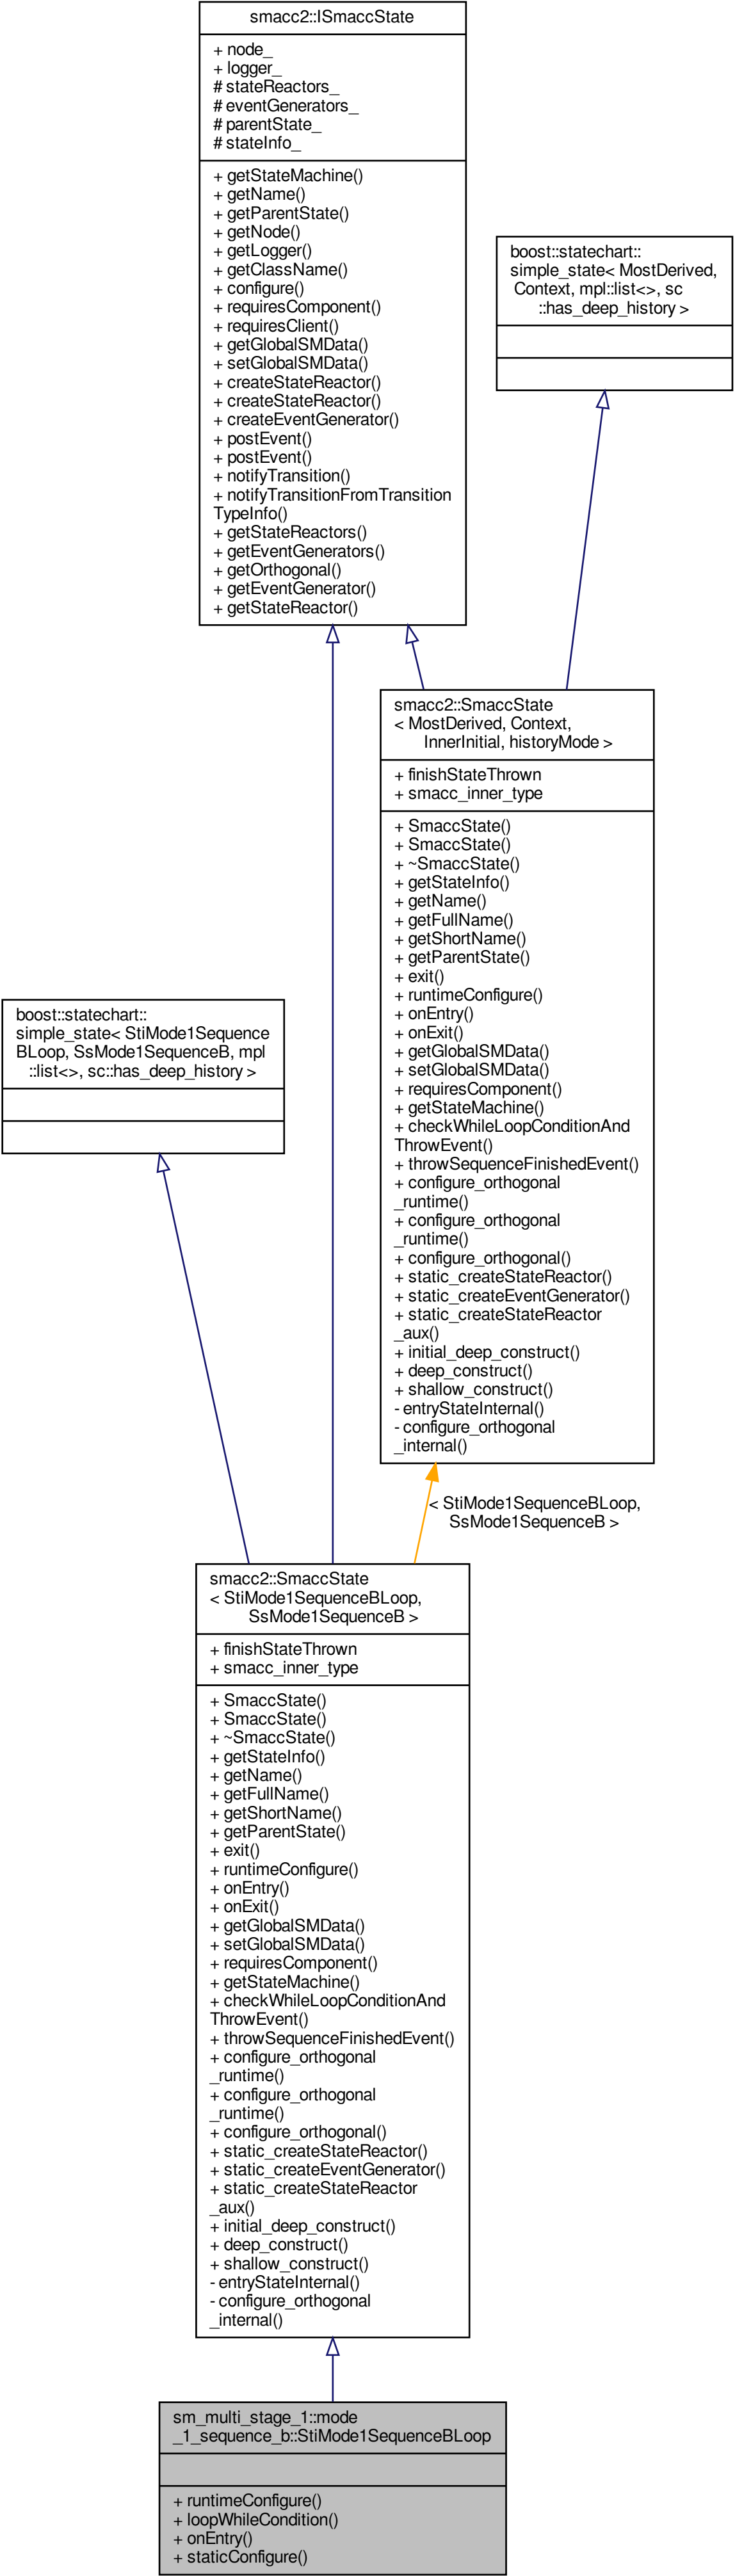 smacc2::ISmaccState
+ node_
+ logger_
# stateReactors_
# eventGenerators_
# parentState_
# stateInfo_
+ getStateMachine()
+ getName()
+ getParentState()
+ getNode()
+ getLogger()
+ getClassName()
+ configure()
+ requiresComponent()
+ requiresClient()
+ getGlobalSMData()
+ setGlobalSMData()
+ createStateReactor()
+ createStateReactor()
+ createEventGenerator()
+ postEvent()
+ postEvent()
+ notifyTransition()
+ notifyTransitionFromTransition
TypeInfo()
+ getStateReactors()
+ getEventGenerators()
+ getOrthogonal()
+ getEventGenerator()
+ getStateReactor()
boost::statechart::
simple_state< MostDerived,
Context, mpl::list<>, sc
::has_deep_history >
smacc2::SmaccState
< MostDerived, Context,
InnerInitial, historyMode >
+ finishStateThrown
+ smacc_inner_type
+ SmaccState()
+ SmaccState()
+ ~SmaccState()
+ getStateInfo()
+ getName()
+ getFullName()
+ getShortName()
+ getParentState()
+ exit()
+ runtimeConfigure()
+ onEntry()
+ onExit()
+ getGlobalSMData()
+ setGlobalSMData()
+ requiresComponent()
+ getStateMachine()
+ checkWhileLoopConditionAnd
ThrowEvent()
+ throwSequenceFinishedEvent()
+ configure_orthogonal
_runtime()
+ configure_orthogonal
_runtime()
+ configure_orthogonal()
+ static_createStateReactor()
+ static_createEventGenerator()
+ static_createStateReactor
_aux()
+ initial_deep_construct()
+ deep_construct()
+ shallow_construct()
- entryStateInternal()
- configure_orthogonal
_internal()
boost::statechart::
simple_state< StiMode1Sequence
BLoop, SsMode1SequenceB, mpl
::list<>, sc::has_deep_history >
< StiMode1SequenceBLoop,
SsMode1SequenceB >
smacc2::SmaccState
< StiMode1SequenceBLoop,
SsMode1SequenceB >
+ finishStateThrown
+ smacc_inner_type
+ SmaccState()
+ SmaccState()
+ ~SmaccState()
+ getStateInfo()
+ getName()
+ getFullName()
+ getShortName()
+ getParentState()
+ exit()
+ runtimeConfigure()
+ onEntry()
+ onExit()
+ getGlobalSMData()
+ setGlobalSMData()
+ requiresComponent()
+ getStateMachine()
+ checkWhileLoopConditionAnd
ThrowEvent()
+ throwSequenceFinishedEvent()
+ configure_orthogonal
_runtime()
+ configure_orthogonal
_runtime()
+ configure_orthogonal()
+ static_createStateReactor()
+ static_createEventGenerator()
+ static_createStateReactor
_aux()
+ initial_deep_construct()
+ deep_construct()
+ shallow_construct()
- entryStateInternal()
- configure_orthogonal
_internal()
sm_multi_stage_1::mode
_1_sequence_b::StiMode1SequenceBLoop
+ runtimeConfigure()
+ loopWhileCondition()
+ onEntry()
+ staticConfigure()